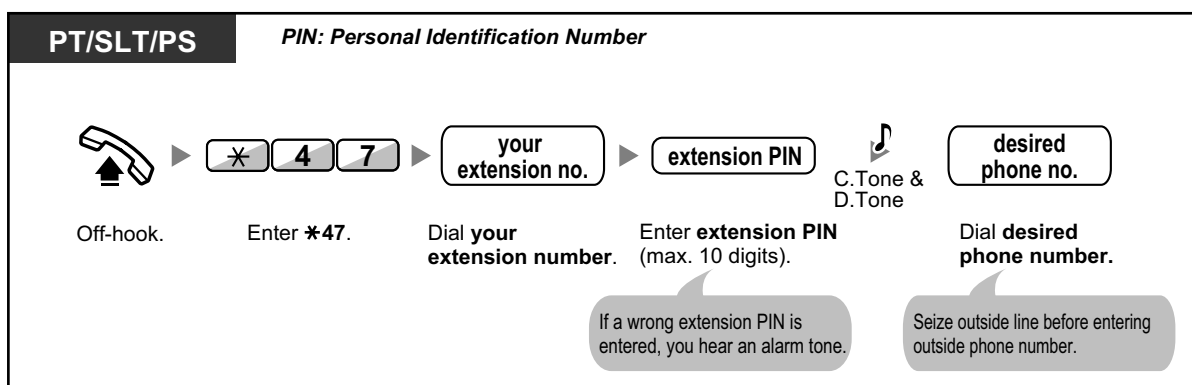 PT/SLT/PS
PIN: Personal Identification Number
✳ 4 7
your
extension no.
extension PIN
C.Tone &
D.Tone
desired
phone no.
Off-hook.
Enter ✳47.
Dial your
extension number.
Enter extension PIN
(max. 10 digits).
Dial desired
phone number.
If a wrong extension PIN is
entered, you hear an alarm tone.
Seize outside line before entering
outside phone number.